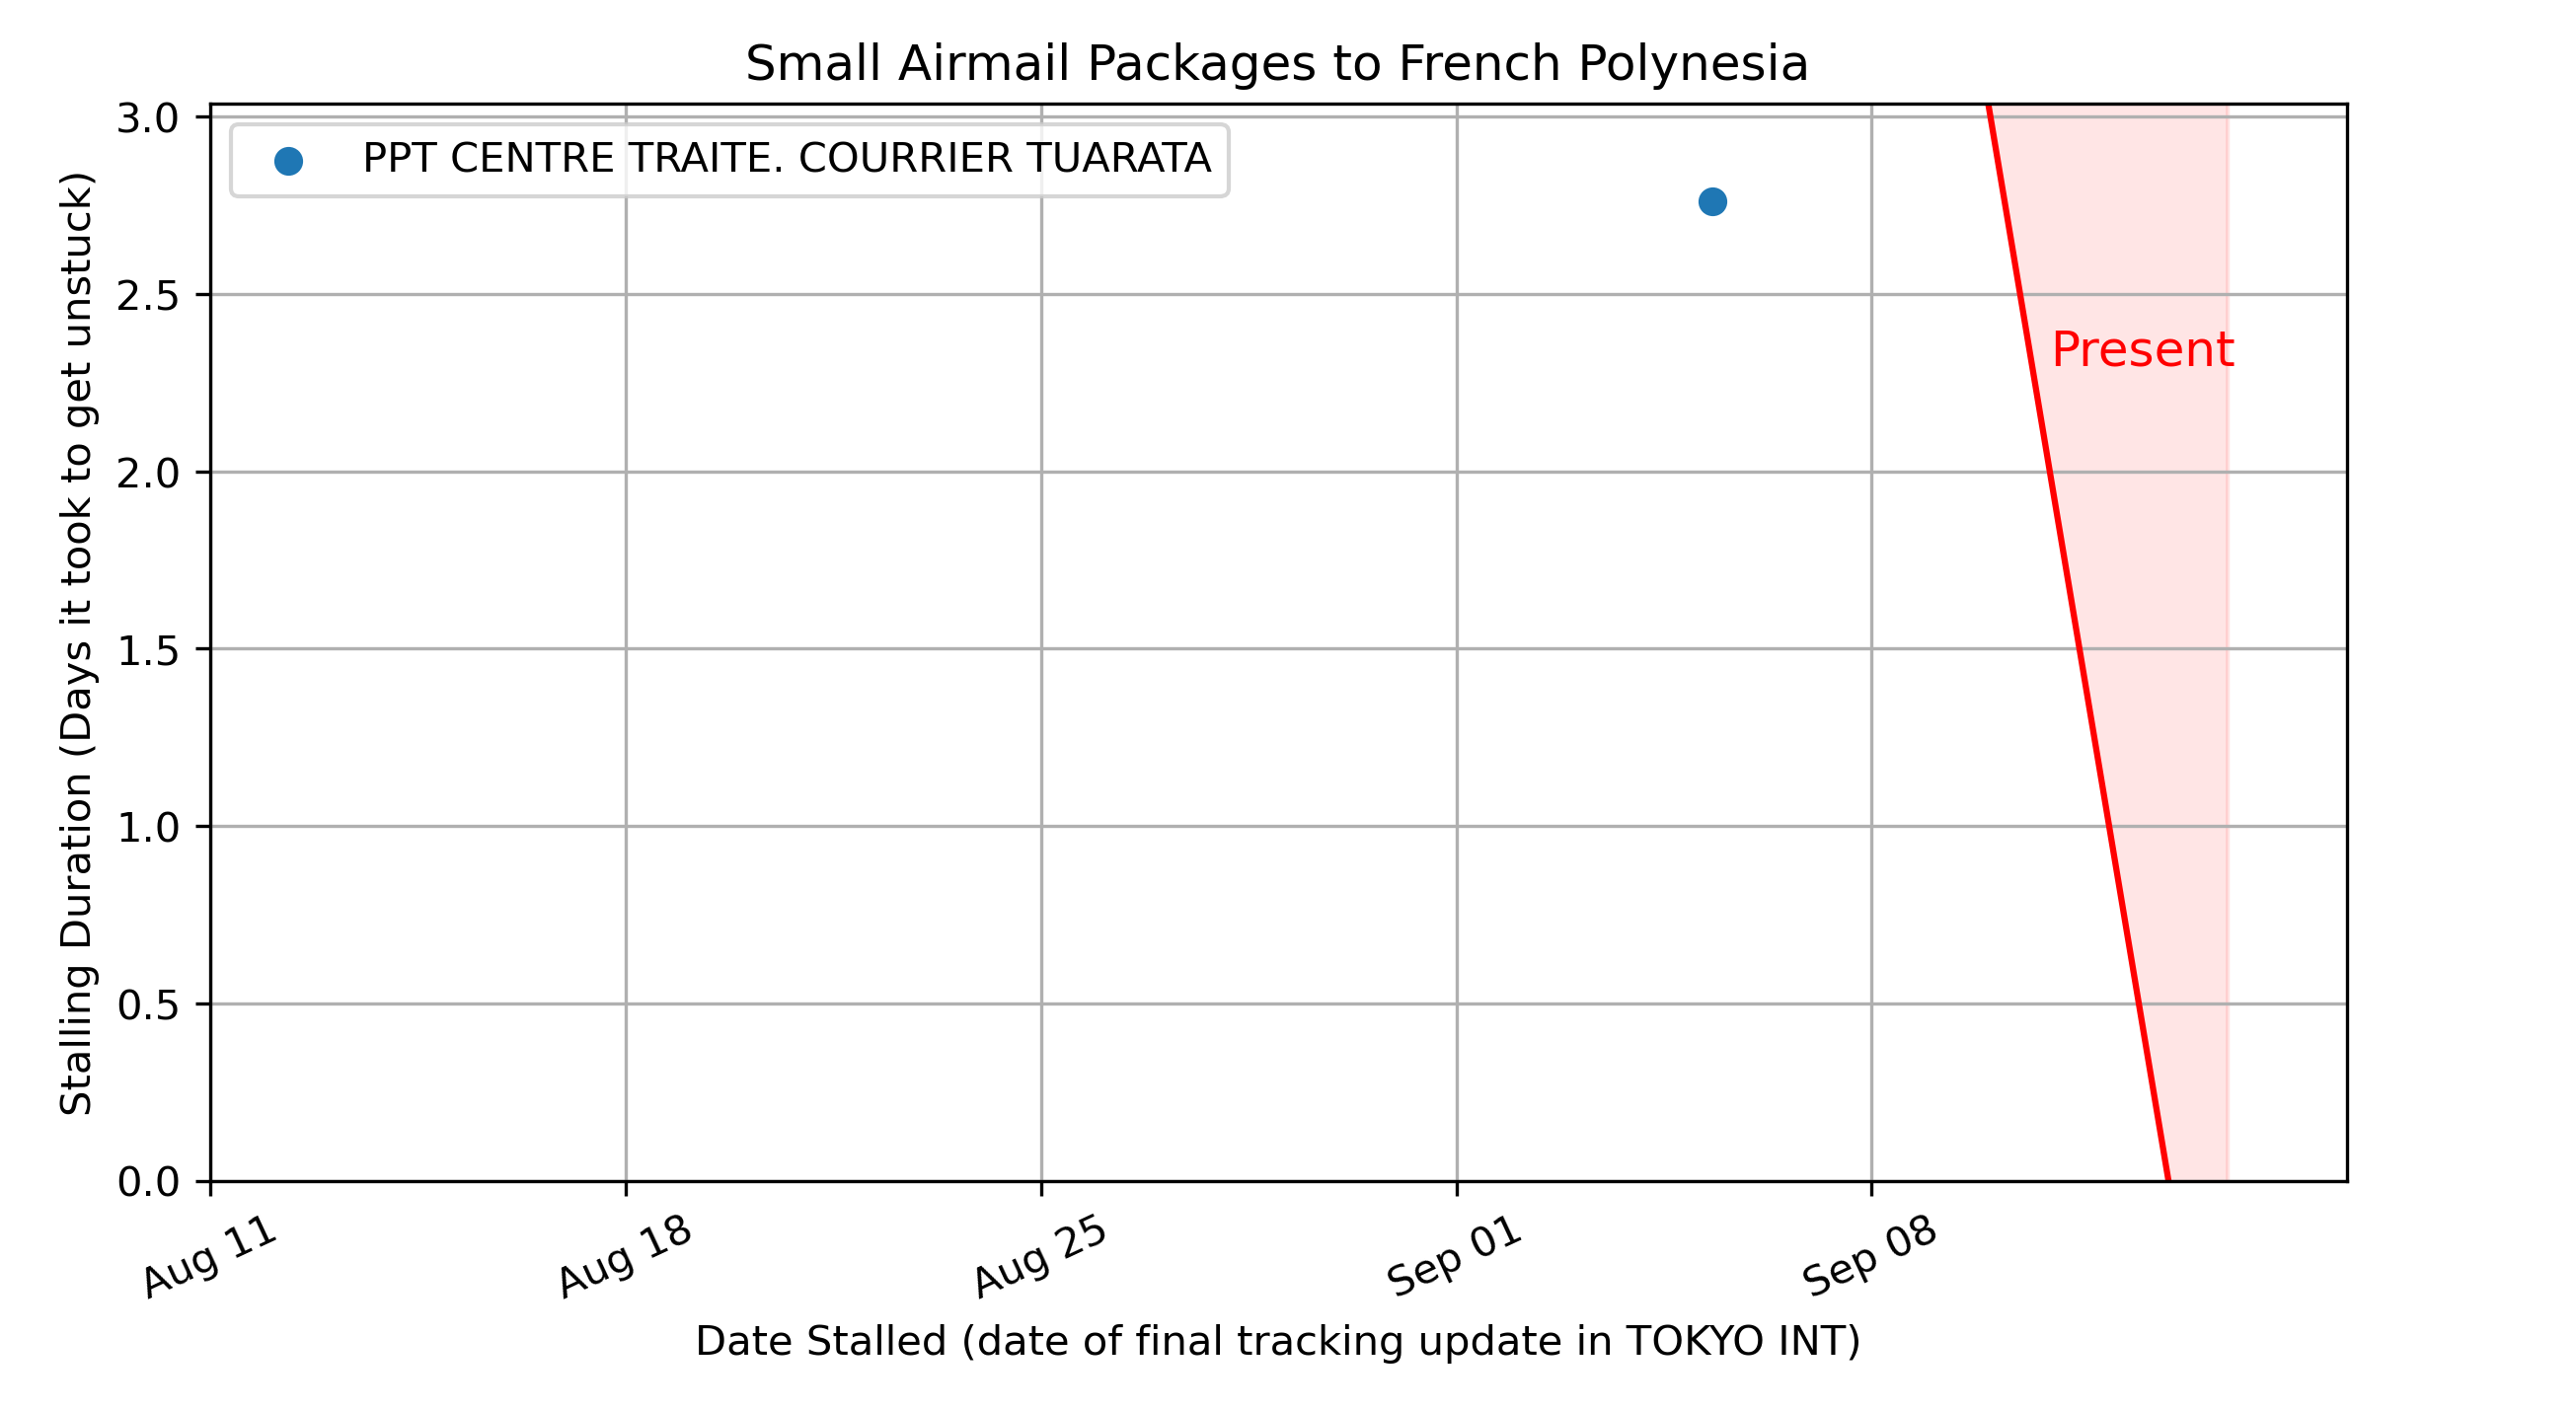 Small Airmail Packages to French Polynesia
PPT CENTRE TRAITE. COURRIER TUARATA
Present
Stalling Duration (Days it took to get unstuck)
3.0
2.5
2.0
1.5
1.0
0.5
0.0
Aug 11
Aug 18
Aug 25
Sep 01
Sep 08
Date Stalled (date of final tracking update in TOKYO INT)